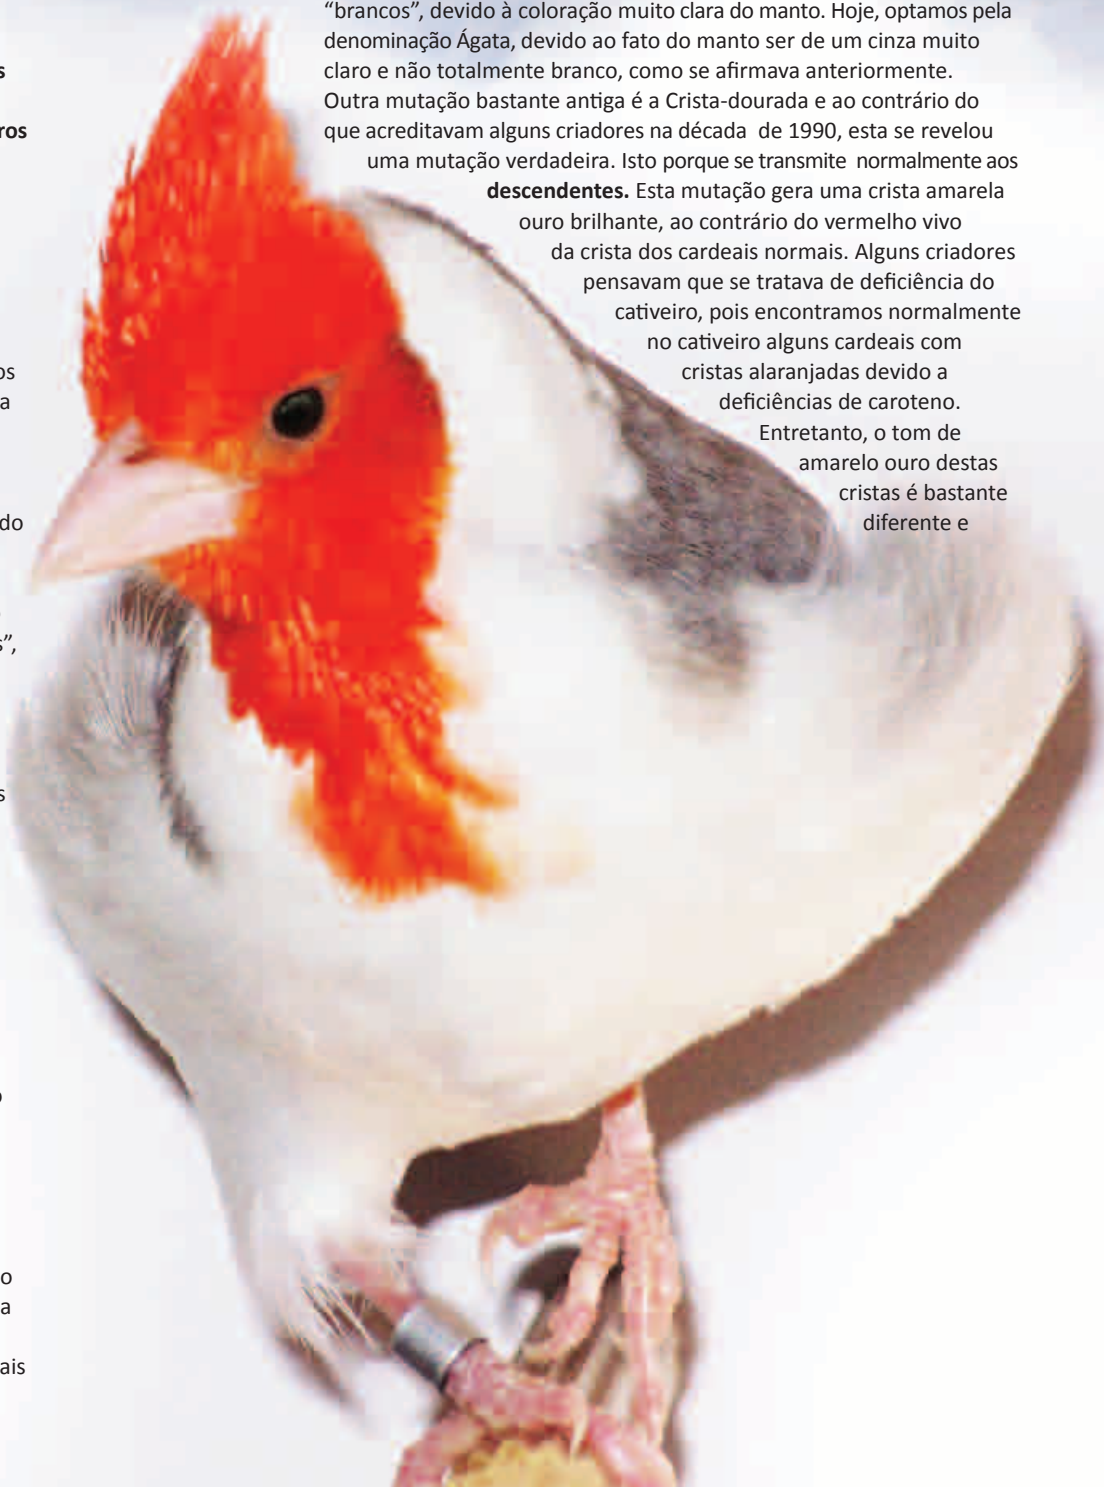 s
ros
os
a
do
s”,
s
o
o
a
ais
“brancos”, devido à coloração muito clara do manto. Hoje, optamos pela
denominação Ágata, devido ao fato do manto ser de um cinza muito
claro e não totalmente branco, como se afirmava anteriormente.
Outra mutação bastante antiga é a Crista-dourada e ao contrário do
que acreditavam alguns criadores na década  de 1990, esta se revelou
uma mutação verdadeira. Isto porque se transmite  normalmente aos
descendentes. Esta mutação gera uma crista amarela
ouro brilhante, ao contrário do vermelho vivo
da crista dos cardeais normais. Alguns criadores
pensavam que se tratava de deficiência do
cativeiro, pois encontramos normalmente
no cativeiro alguns cardeais com
cristas alaranjadas devido a
deficiências de caroteno.
Entretanto, o tom de
amarelo ouro destas
cristas é bastante
diferente e